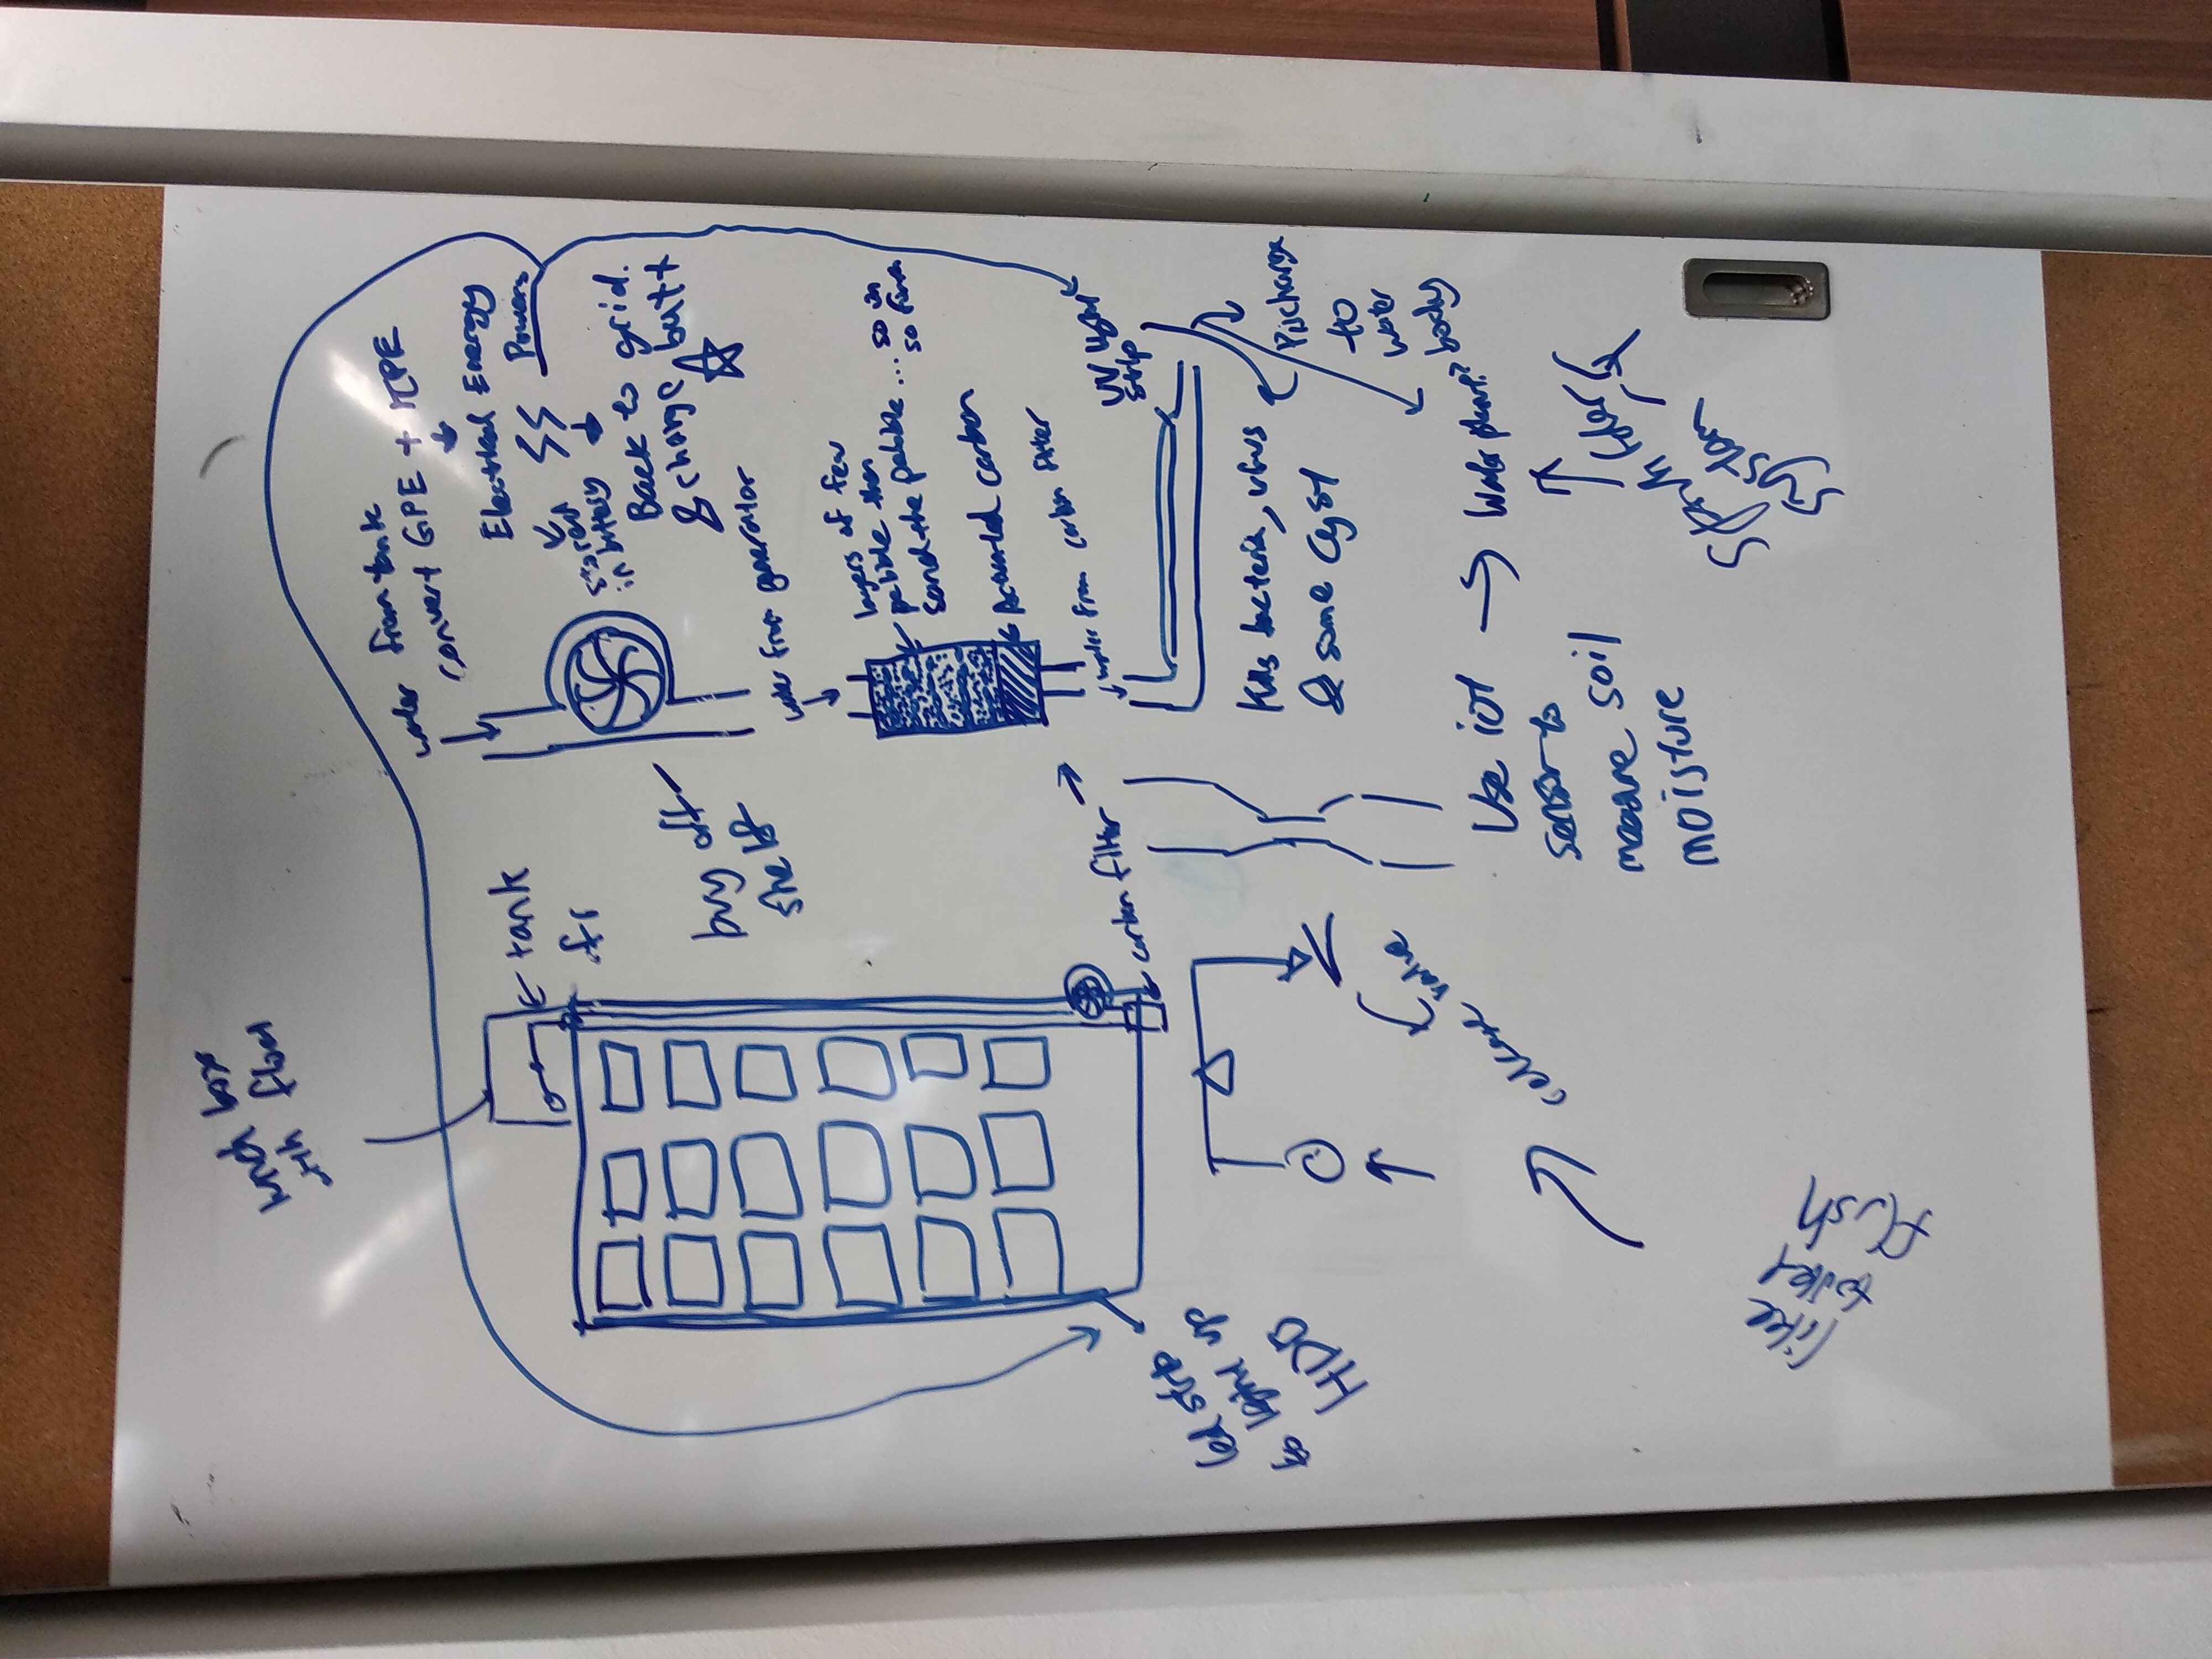 lunch box
with float
tank
fr
water from tank
convert GPE + KPE
Electrical Energy
Powers
stored
in battery
Back to grid.
& charge batt
buy off
shelf
water from generator
layers of few
pebble then
sand the pebble ... so on
so form
Activated carbon
water from carbon filter
carbon filter
UV light
strip
led strip
to light up
HDB
Kills bacteria, virus
& some cyst
Discharge
to
water
body
release valve
like
toilet
flush
Use iot
sensor to
measure soil
moisture
Water plant?
Sprinkler
system